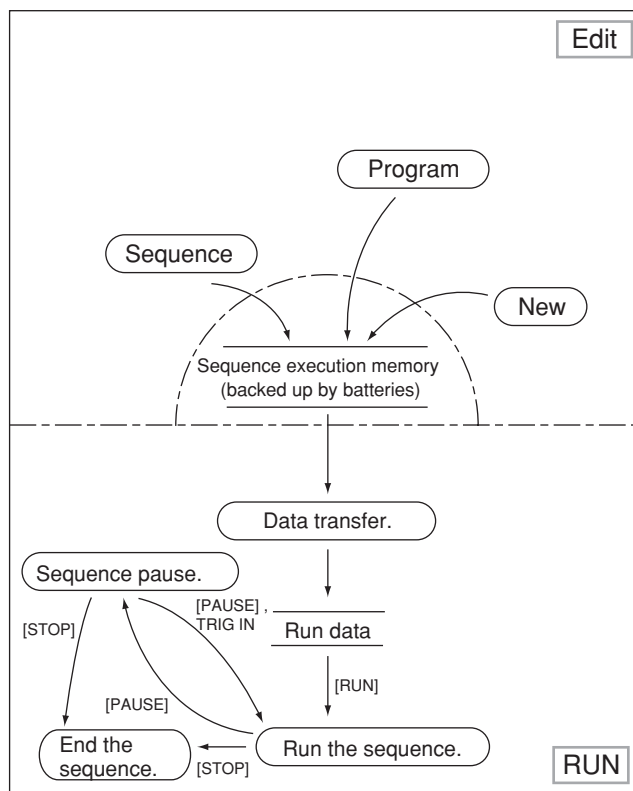 Edit
Program
Sequence
New
Sequence execution memory
(backed up by batteries)
Data transfer.
Sequence pause.
[PAUSE] ,
TRIG IN
[STOP]
Run data
[RUN]
[PAUSE]
End the
sequence.
[STOP]
Run the sequence.
RUN